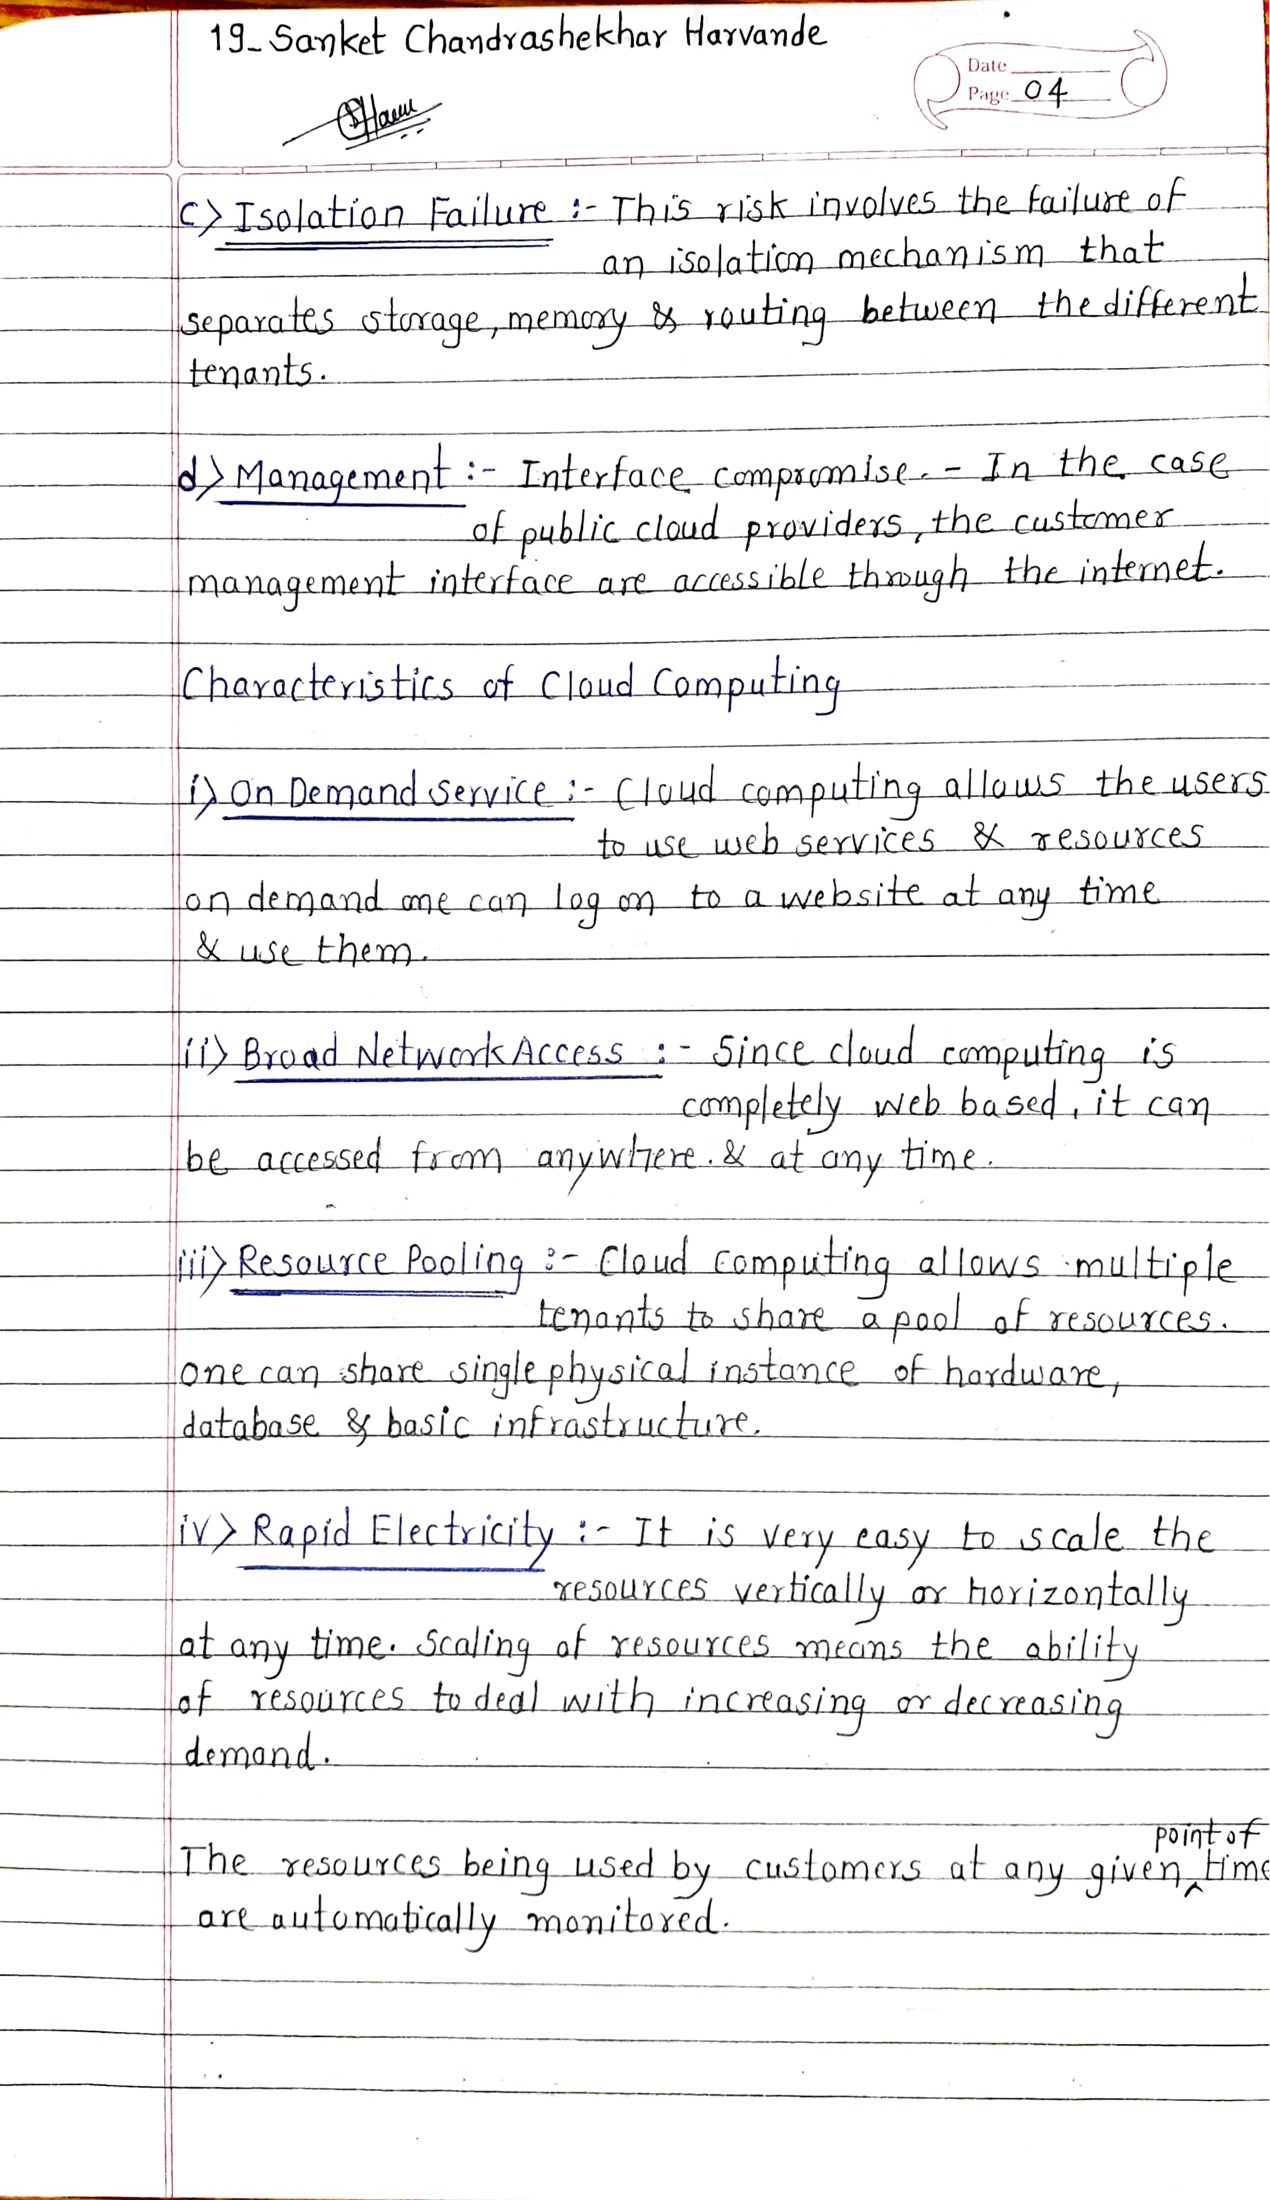 19_ Sanket Chandrashekhar Harvande
Date
Page 04
c> Isolation Failure :- This risk involves the failure of
an isolation mechanism that
separates storage, memory & routing between the different
tenants.
d> Management :- Interface compromise. - In the case
of public cloud providers, the customer
management interface are accessible through the internet.
Characteristics of Cloud Computing
i> On Demand Service :- Cloud computing allows the users
to use web services & resources
on demand one can log on to a website at any time
& use them.
ii> Broad Network Access :- Since cloud computing is
completely web based, it can
be accessed from anywhere. & at any time.
iii> Resource Pooling :- Cloud Computing allows multiple
tenants to share a pool of resources.
one can share single physical instance of hardware,
database & basic infrastructure.
iv> Rapid Electricity :- It is very easy to scale the
resources vertically or horizontally
at any time. Scaling of resources means the ability
of resources to deal with increasing or decreasing
demand.
The resources being used by customers at any given point of time
are automatically monitored.